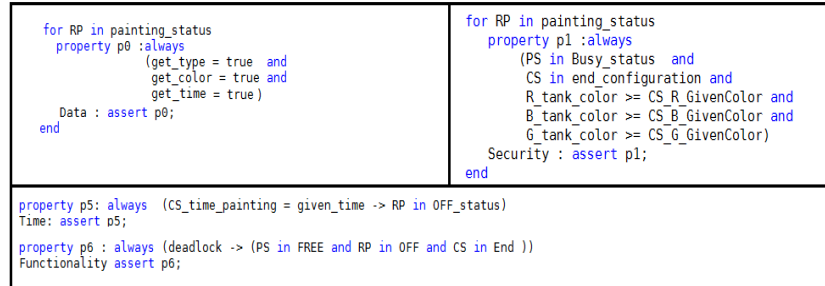 for RP in painting_status
property p0 :always
(get_type = true and
get_color = true and
get_time = true)
Data : assert p0;
end
for RP in painting_status
property p1 :always
(PS in Busy_status and
CS in end_configuration and
R_tank_color >= CS_R_GivenColor and
B_tank_color >= CS_B_GivenColor and
G_tank_color >= CS_G_GivenColor)
Security : assert p1;
end
property p5: always (CS_time_painting = given_time -> RP in OFF_status)
Time: assert p5;
property p6 : always (deadlock -> (PS in FREE and RP in OFF and CS in End ))
Functionality assert p6;